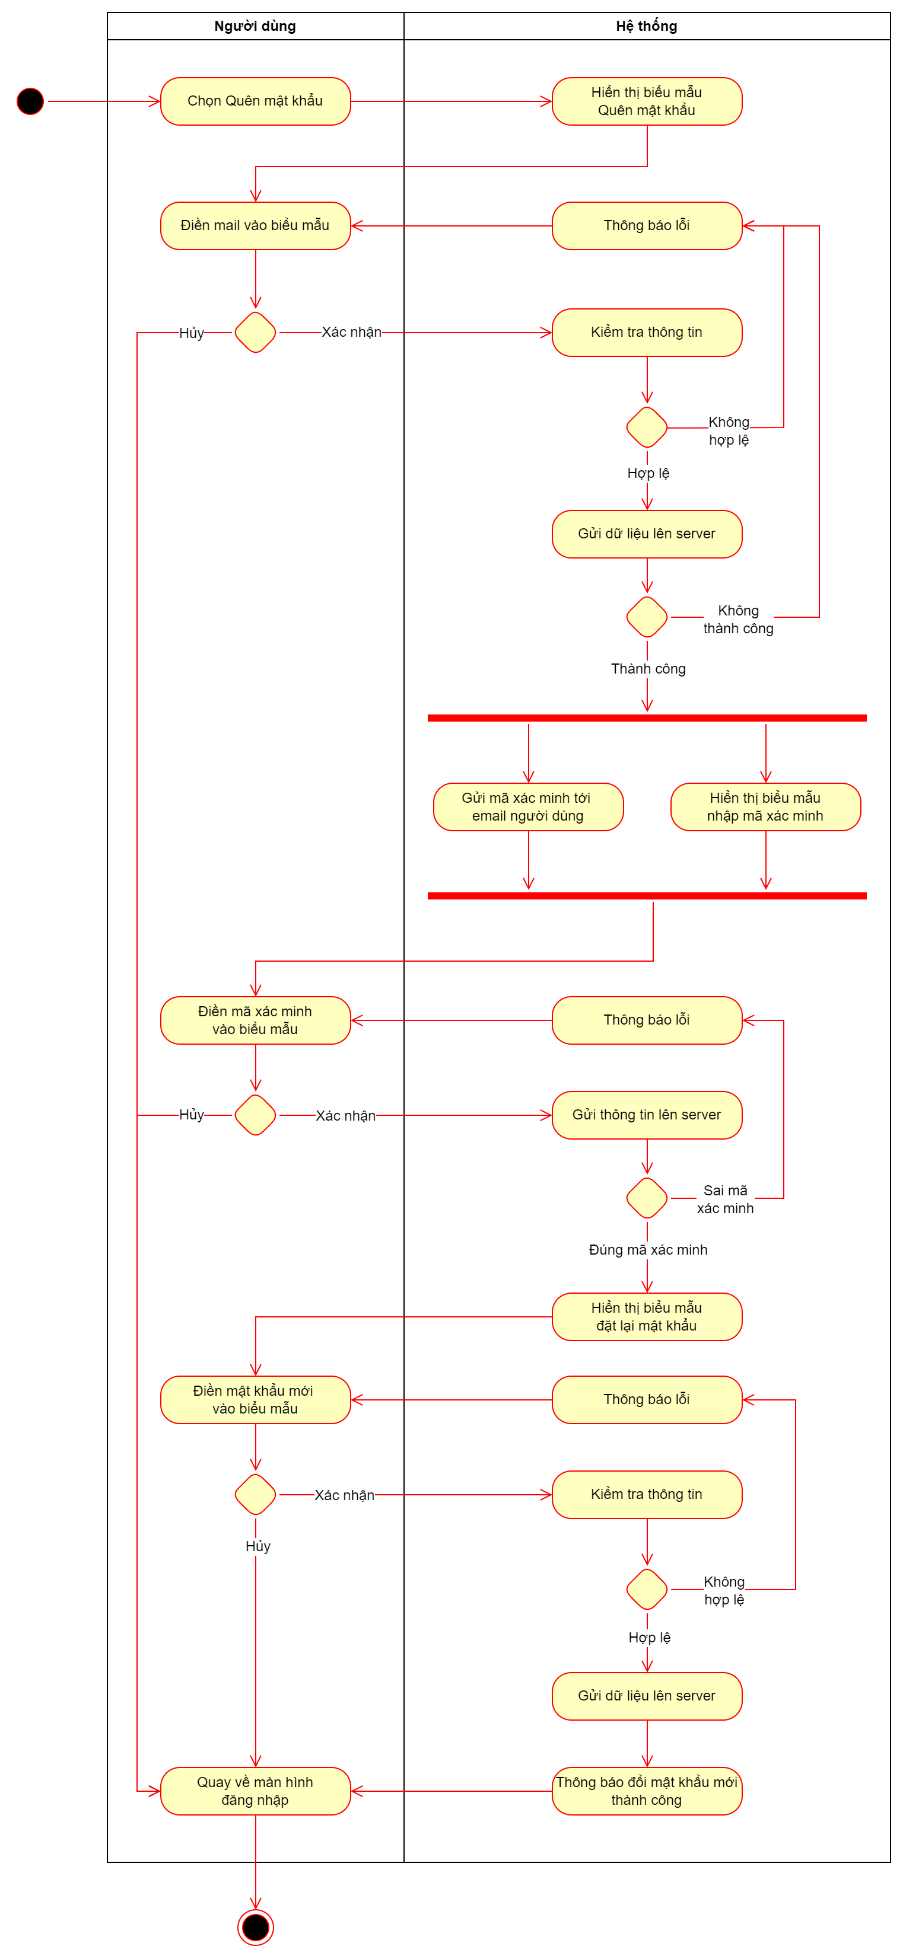 Người dùng
Hệ thống
Chọn Quên mật khẩu
Hiển thị biểu mẫu
Quên mật khẩu
Điền mail vào biểu mẫu
Thông báo lỗi
Hủy
Xác nhận
Kiểm tra thông tin
Không
hợp lệ
Hợp lệ
Gửi dữ liệu lên server
Không
thành công
Thành công
Gửi mã xác minh tới
email người dùng
Hiển thị biểu mẫu
nhập mã xác minh
Điền mã xác minh
vào biểu mẫu
Thông báo lỗi
Hủy
Xác nhận
Gửi thông tin lên server
Sai mã
xác minh
Đúng mã xác minh
Hiển thị biểu mẫu
đặt lại mật khẩu
Điền mật khẩu mới
vào biểu mẫu
Thông báo lỗi
Xác nhận
Kiểm tra thông tin
Hủy
Không
hợp lệ
Hợp lệ
Gửi dữ liệu lên server
Quay về màn hình
đăng nhập
Thông báo đổi mật khẩu mới
thành công